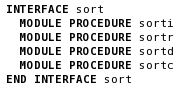 INTERFACE sort
  MODULE PROCEDURE sorti
  MODULE PROCEDURE sortr
  MODULE PROCEDURE sortd
  MODULE PROCEDURE sortc
END INTERFACE sort